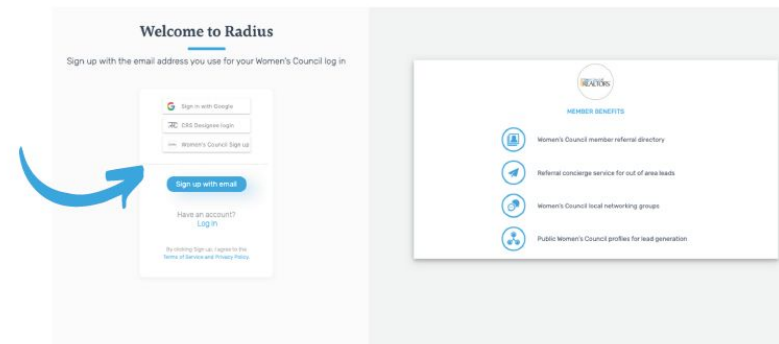 Welcome to Radius
Sign up with the email address you use for your Women's Council log in
Sign in with Google
CRS Designee login
Women's Council Sign up
Sign up with email
Have an account?
Log in
By clicking Sign up, I agree to the
Terms of Service and Privacy Policy
REALTORS
MEMBER BENEFITS
Women's Council member referral directory
Referral concierge service for out of area leads
Women's Council local networking groups
Public Women's Council profiles for lead generation